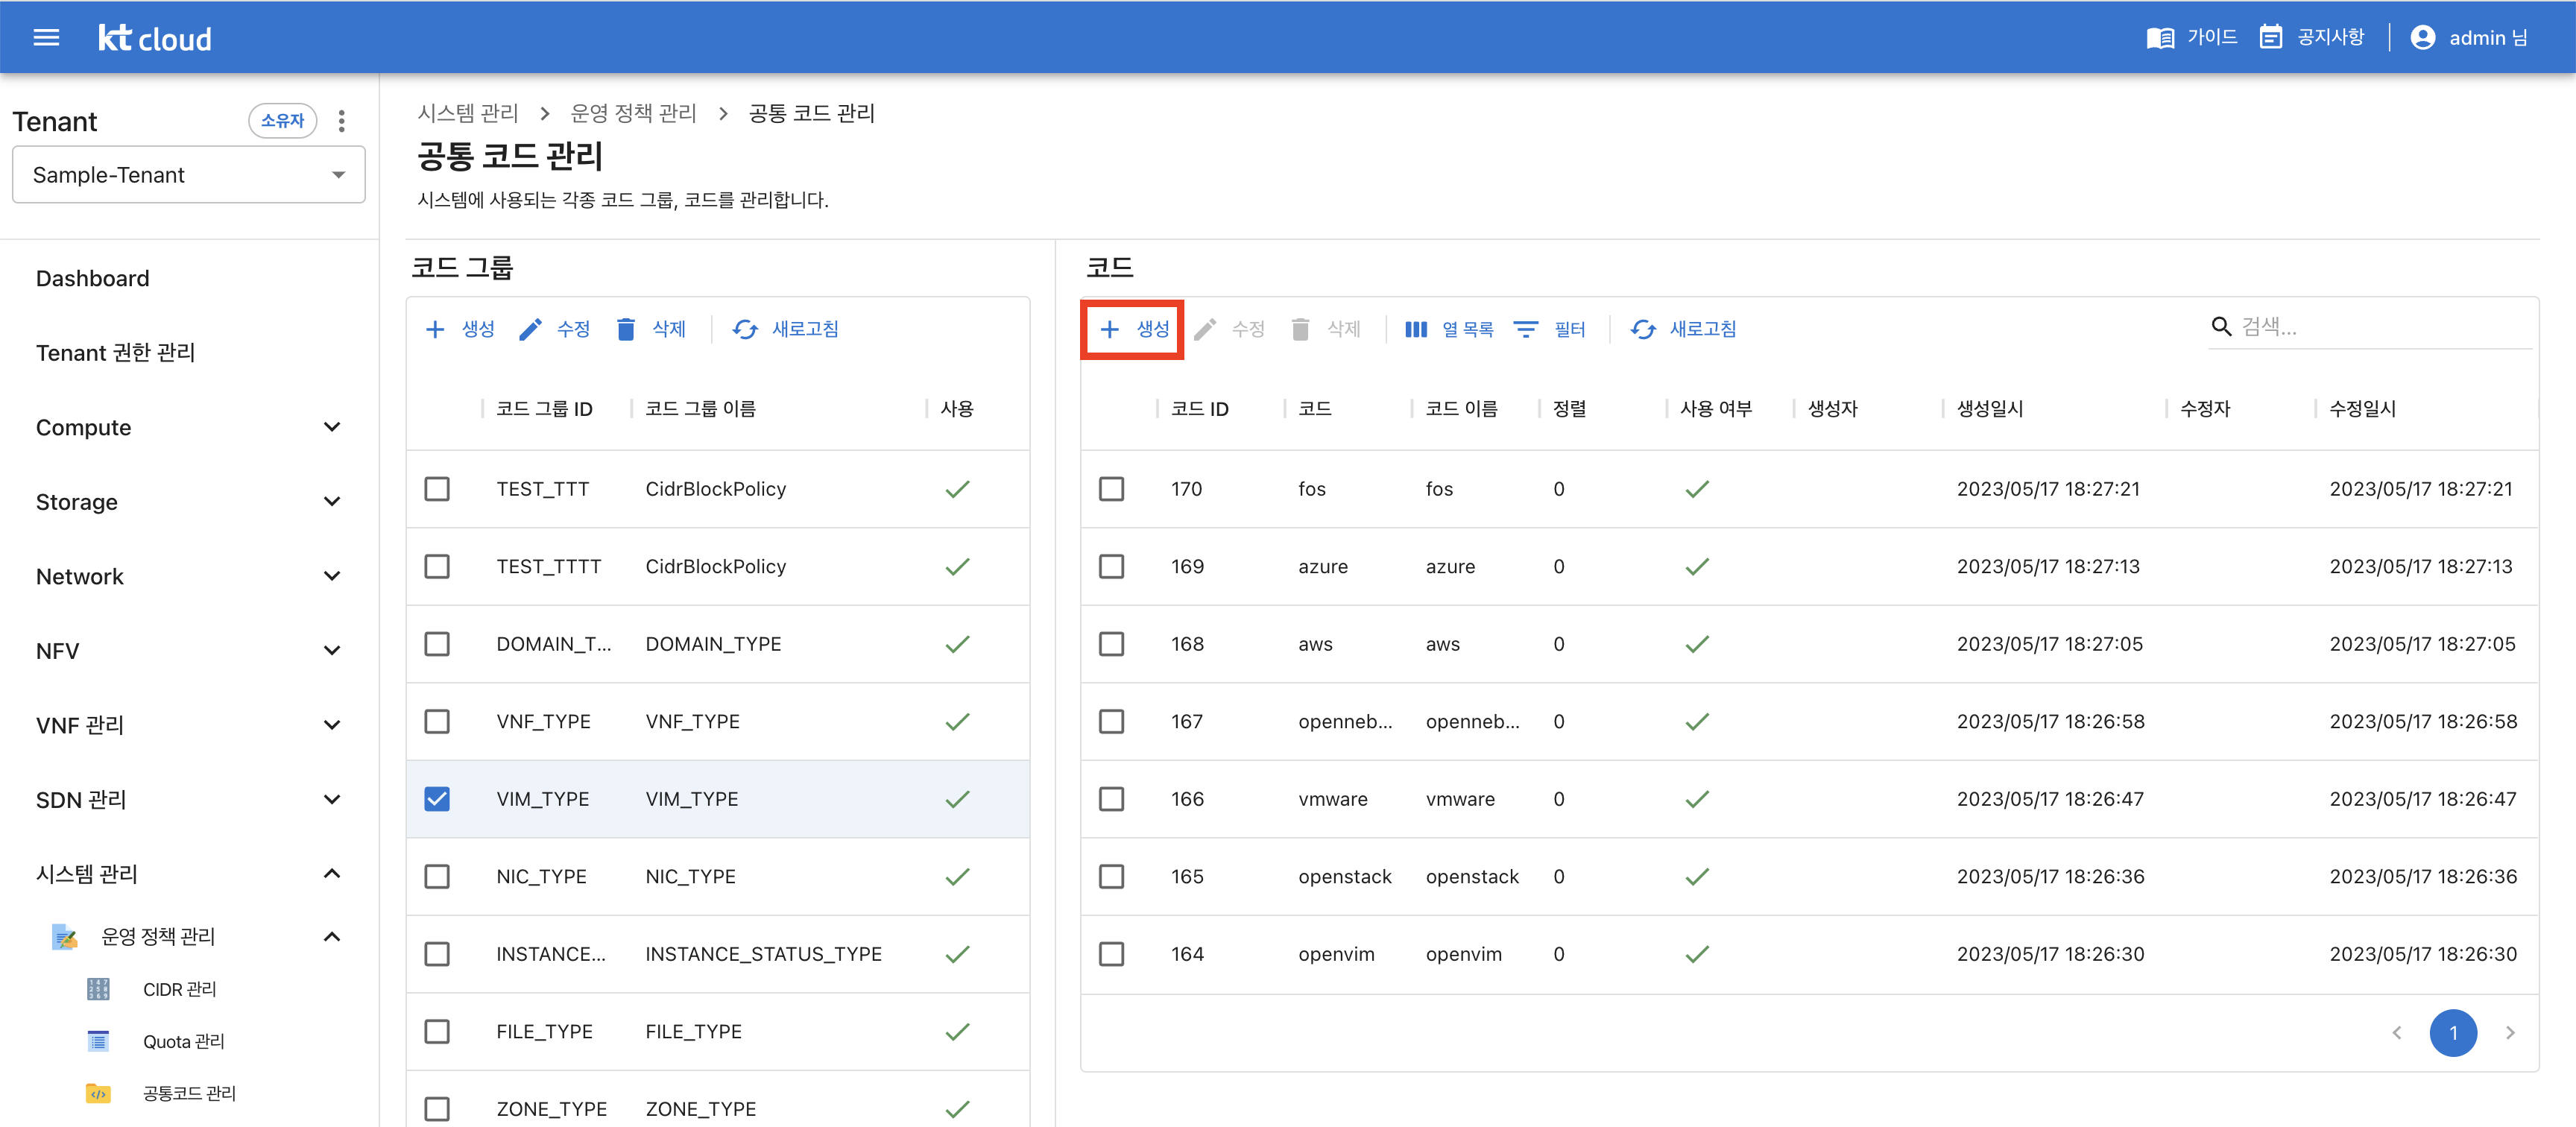 kt cloud
가이드 공지사항 admin 님
Tenant 소유자
Sample-Tenant
Dashboard
Tenant 권한 관리
Compute
Storage
Network
NFV
VNF 관리
SDN 관리
시스템 관리
운영 정책 관리
CIDR 관리
Quota 관리
공통코드 관리
시스템 관리 > 운영 정책 관리 > 공통 코드 관리
공통 코드 관리
시스템에 사용되는 각종 코드 그룹, 코드를 관리합니다.
코드 그룹
생성 수정 삭제 새로고침
코드 그룹 ID 코드 그룹 이름 사용
TEST_TTT CidrBlockPolicy
TEST_TTTT CidrBlockPolicy
DOMAIN_T... DOMAIN_TYPE
VNF_TYPE VNF_TYPE
VIM_TYPE VIM_TYPE
NIC_TYPE NIC_TYPE
INSTANCE... INSTANCE_STATUS_TYPE
FILE_TYPE FILE_TYPE
ZONE_TYPE ZONE_TYPE
코드
생성 수정 삭제 열 목록 필터 새로고침 검색...
코드 ID 코드 코드 이름 정렬 사용 여부 생성자 생성일시 수정자 수정일시
170 fos fos 0 2023/05/17 18:27:21 2023/05/17 18:27:21
169 azure azure 0 2023/05/17 18:27:13 2023/05/17 18:27:13
168 aws aws 0 2023/05/17 18:27:05 2023/05/17 18:27:05
167 openneb... openneb... 0 2023/05/17 18:26:58 2023/05/17 18:26:58
166 vmware vmware 0 2023/05/17 18:26:47 2023/05/17 18:26:47
165 openstack openstack 0 2023/05/17 18:26:36 2023/05/17 18:26:36
164 openvim openvim 0 2023/05/17 18:26:30 2023/05/17 18:26:30
1